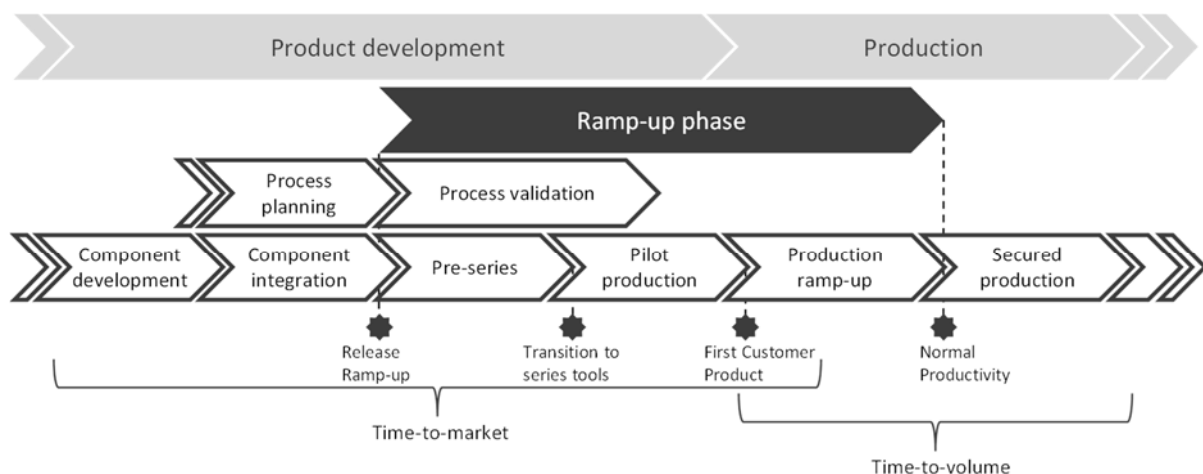 Product development
Production
Ramp-up phase
Process
planning
Process validation
Component
development
Component
integration
Pre-series
Pilot
production
Production
ramp-up
Secured
production
Release
Ramp-up
Transition to
series tools
First Customer
Product
Normal
Productivity
Time-to-market
Time-to-volume